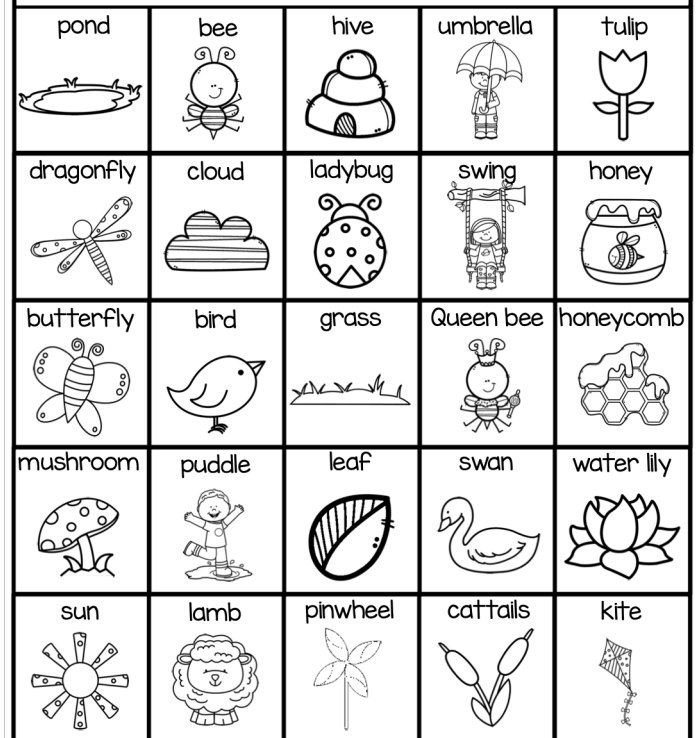 pond bee hive umbrella tulip
dragonfly cloud ladybug swing honey
butterfly bird grass Queen bee honeycomb
mushroom puddle leaf swan water lily
sun lamb pinwheel cattails kite